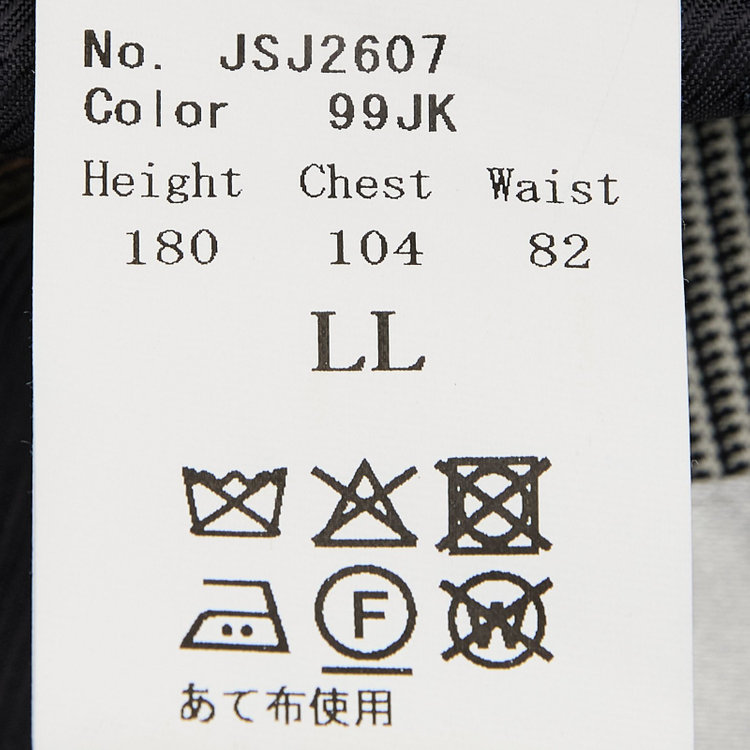 No. JSJ2607
Color 99JK
Height Chest Waist
180 104 82
LL
F W
あて布使用